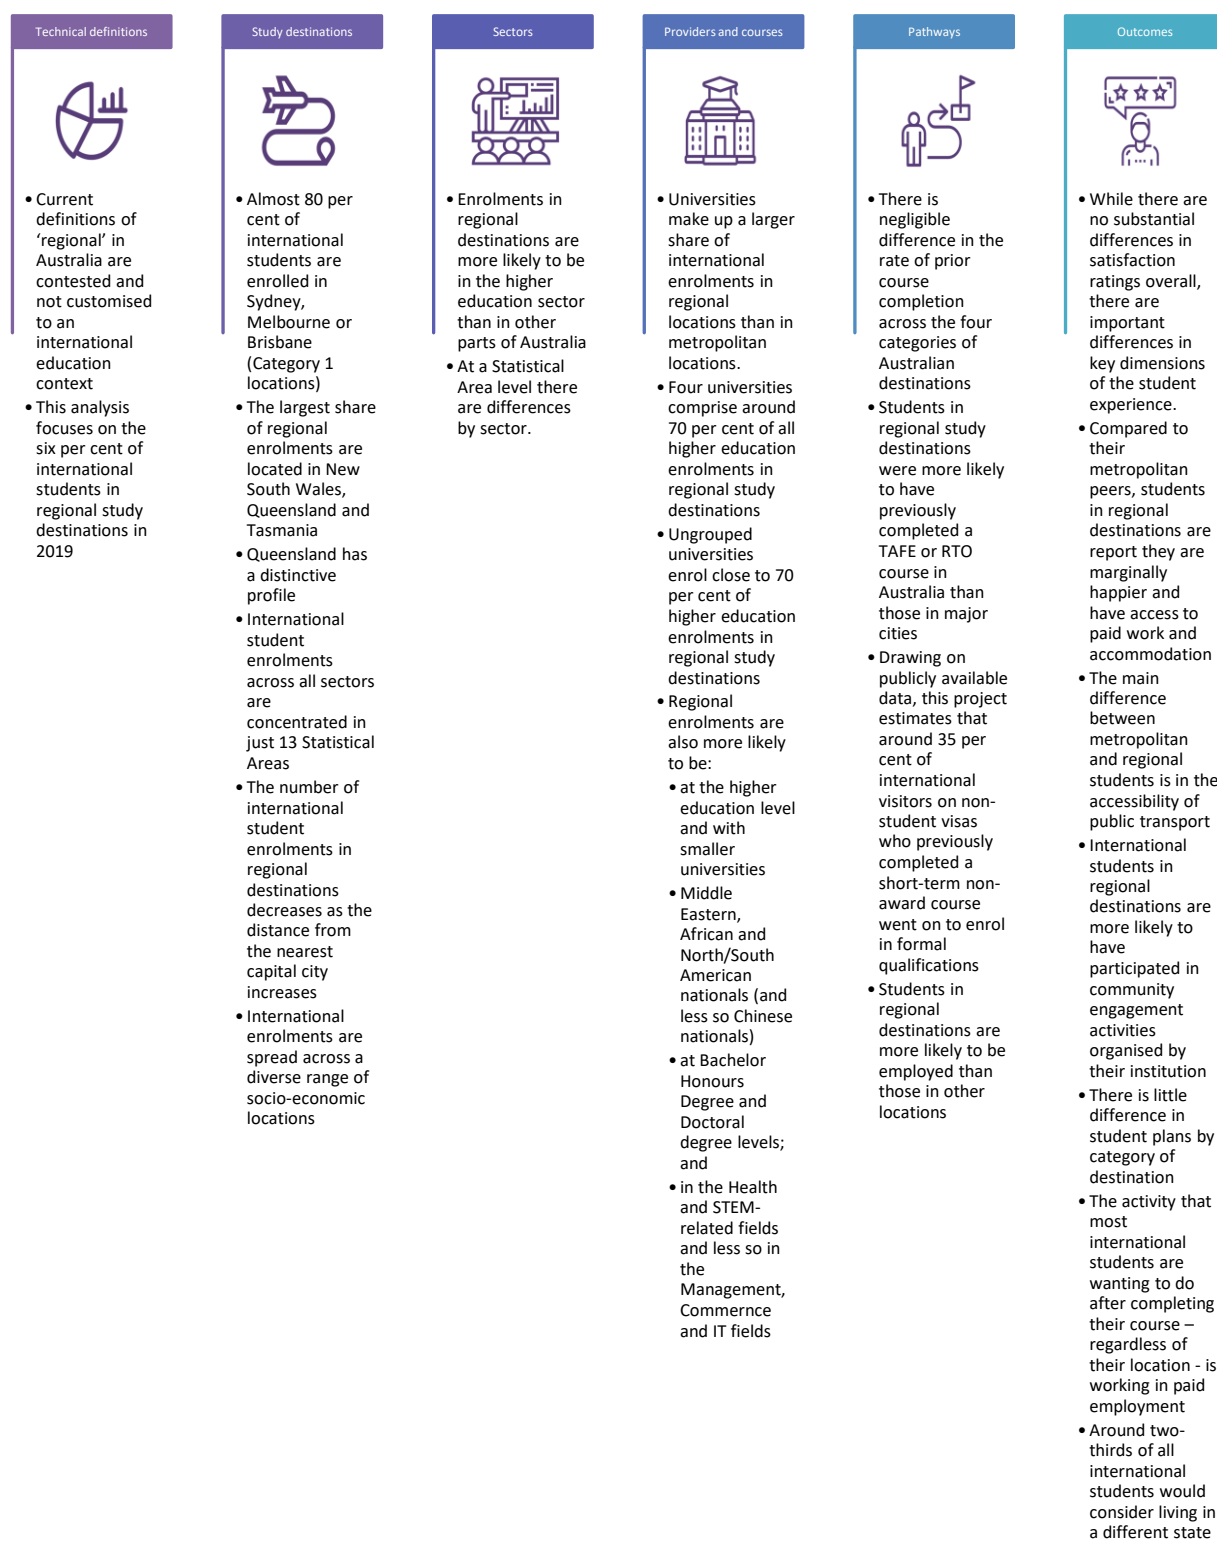 Technical definitions
• Current
definitions of
‘regional’ in
Australia are
contested and
not customised
to an
international
education
context
• This analysis
focuses on the
six per cent of
international
students in
regional study
destinations in
2019
Study destinations
• Almost 80 per
cent of
international
students are
enrolled in
Sydney,
Melbourne or
Brisbane
(Category 1
locations)
• The largest share
of regional
enrolments are
located in New
South Wales,
Queensland and
Tasmania
• Queensland has
a distinctive
profile
• International
student
enrolments
across all sectors
are
concentrated in
just 13 Statistical
Areas
• The number of
international
student
enrolments in
regional
destinations
decreases as the
distance from
the nearest
capital city
increases
• International
enrolments are
spread across a
diverse range of
socio-economic
locations
Sectors
• Enrolments in
regional
destinations are
more likely to be
in the higher
education sector
than in other
parts of Australia
• At a Statistical
Area level there
are differences
by sector.
Providers and courses
• Universities
make up a larger
share of
international
enrolments in
regional
locations than in
metropolitan
locations.
• Four universities
comprise around
70 per cent of all
higher education
enrolments in
regional study
destinations
• Ungrouped
universities
enrol close to 70
per cent of
higher education
enrolments in
regional study
destinations
• Regional
enrolments are
also more likely
to be:
• at the higher
education level
and with
smaller
universities
• Middle
Eastern,
African and
North/South
American
nationals (and
less so Chinese
nationals)
• at Bachelor
Honours
Degree and
Doctoral
degree levels;
and
• in the Health
and STEM-
related fields
and less so in
the
Management,
Commernce
and IT fields
Pathways
• There is
negligible
difference in the
rate of prior
course
completion
across the four
categories of
Australian
destinations
• Students in
regional study
destinations
were more likely
to have
previously
completed a
TAFE or RTO
course in
Australia than
those in major
cities
• Drawing on
publicly available
data, this project
estimates that
around 35 per
cent of
international
visitors on non-
student visas
who previously
completed a
short-term non-
award course
went on to enrol
in formal
qualifications
• Students in
regional
destinations are
more likely to be
employed than
those in other
locations
Outcomes
• While there are
no substantial
differences in
satisfaction
ratings overall,
there are
important
differences in
key dimensions
of the student
experience.
• Compared to
their
metropolitan
peers, students
in regional
destinations are
report they are
marginally
happier and
have access to
paid work and
accommodation
• The main
difference
between
metropolitan
and regional
students is in the
accessibility of
public transport
• International
students in
regional
destinations are
more likely to
have
participated in
community
engagement
activities
organised by
their institution
• There is little
difference in
student plans by
category of
destination
• The activity that
most
international
students are
wanting to do
after completing
their course –
regardless of
their location - is
working in paid
employment
• Around two-
thirds of all
international
students would
consider living in
a different state